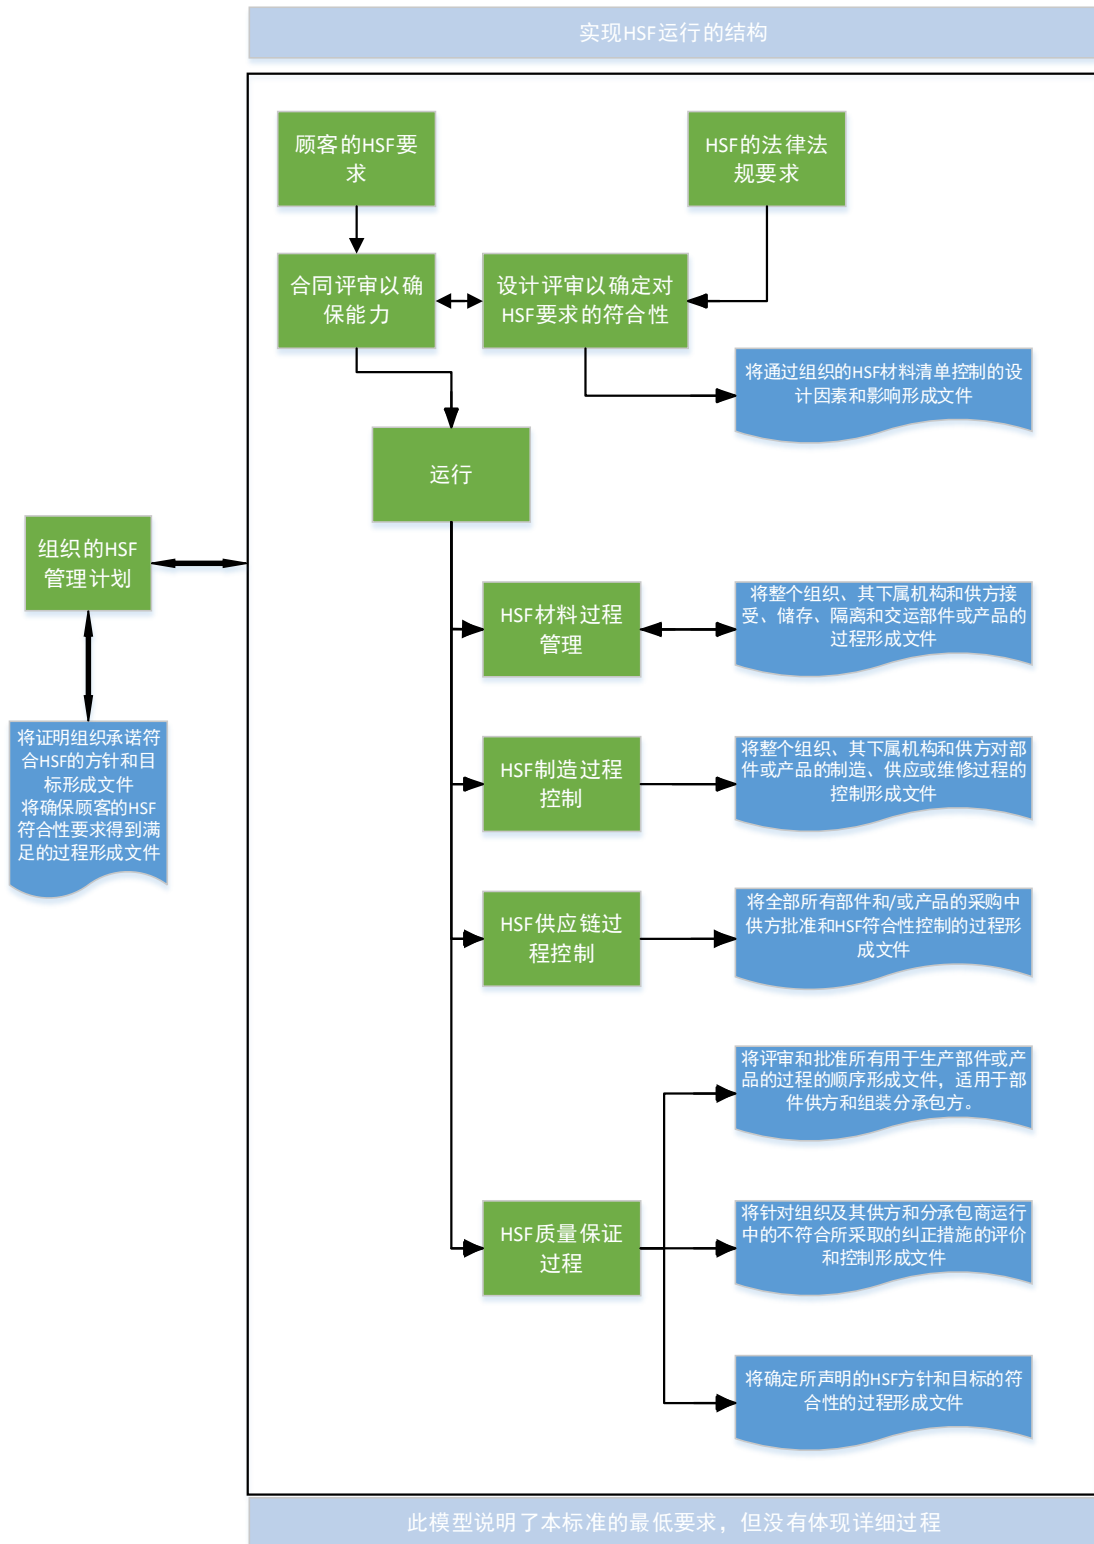 实现HSF运行的结构
顾客的HSF要
求
HSF的法律法
规要求
合同评审以确
保能力
设计评审以确定对
HSF要求的符合性
将通过组织的HSF材料清单控制的设
计因素和影响形成文件
运行
组织的HSF
管理计划
将证明组织承诺符
合HSF的方针和目
标形成文件
将确保顾客的HSF
符合性要求得到满
足的过程形成文件
HSF材料过程
管理
将整个组织、其下属机构和供方接
受、储存、隔离和交运部件或产品的
过程形成文件
HSF制造过程
控制
将整个组织、其下属机构和供方对部
件或产品的制造、供应或维修过程的
控制形成文件
HSF供应链过
程控制
将全部所有部件和/或产品的采购中
供方批准和HSF符合性控制的过程形
成文件
将评审和批准所有用于生产部件或产
品的过程的顺序形成文件，适用于部
件供方和组装分承包方。
HSF质量保证
过程
将针对组织及其供方和分承包商运行
中的不符合所采取的纠正措施的评价
和控制形成文件
将确定所声明的HSF方针和目标的符
合性的过程形成文件
此模型说明了本标准的最低要求，但没有体现详细过程